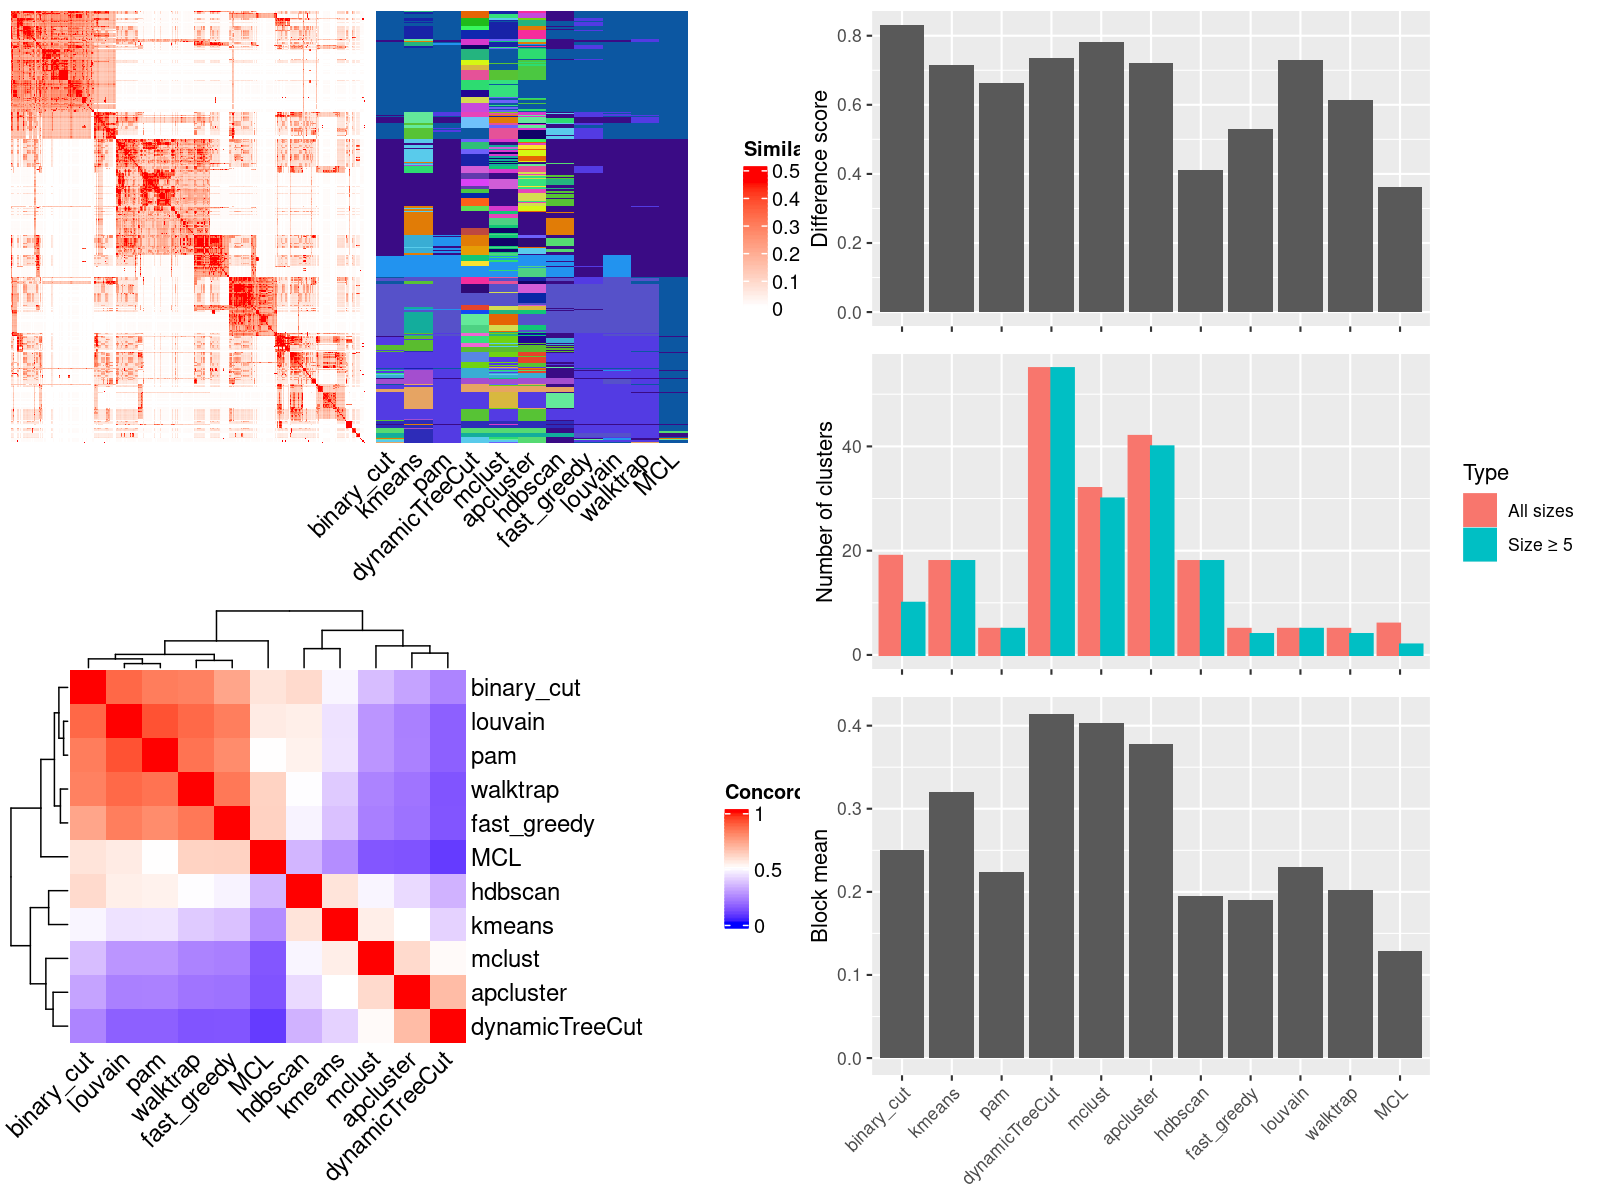 Simila
0.5
0.4
0.3
0.2
0.1
0
binary_cut
kmeans
pam
dynamicTreeCut
mclust
apcluster
hdbscan
fast_greedy
louvain
walktrap
MCL
Difference score
0.8
0.6
0.4
0.2
0.0
Number of clusters
40
20
0
Type
All sizes
Size ≥ 5
binary_cut
louvain
pam
walktrap
fast_greedy
MCL
hdbscan
kmeans
mclust
apcluster
dynamicTreeCut
binary_cut
louvain
pam
walktrap
fast_greedy
MCL
hdbscan
kmeans
mclust
apcluster
dynamicTreeCut
Concord
1
0.5
0
Block mean
0.4
0.3
0.2
0.1
0.0
binary_cut
kmeans
pam
dynamicTreeCut
mclust
apcluster
hdbscan
fast_greedy
louvain
walktrap
MCL